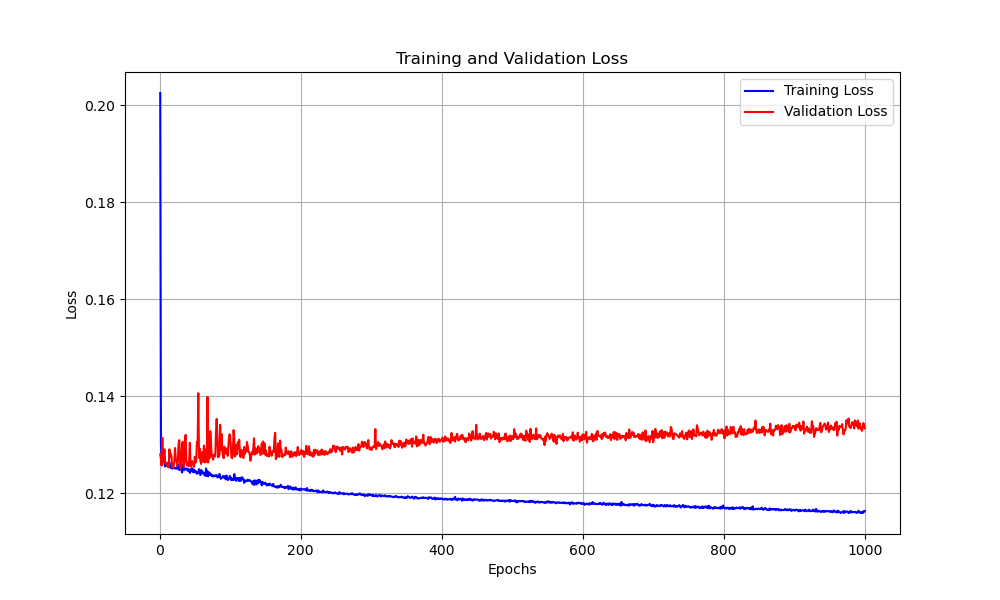 Training and Validation Loss
Training Loss
Validation Loss
0.20
0.18
0.16
0.14
0.12
Loss
0 200 400 600 800 1000
Epochs